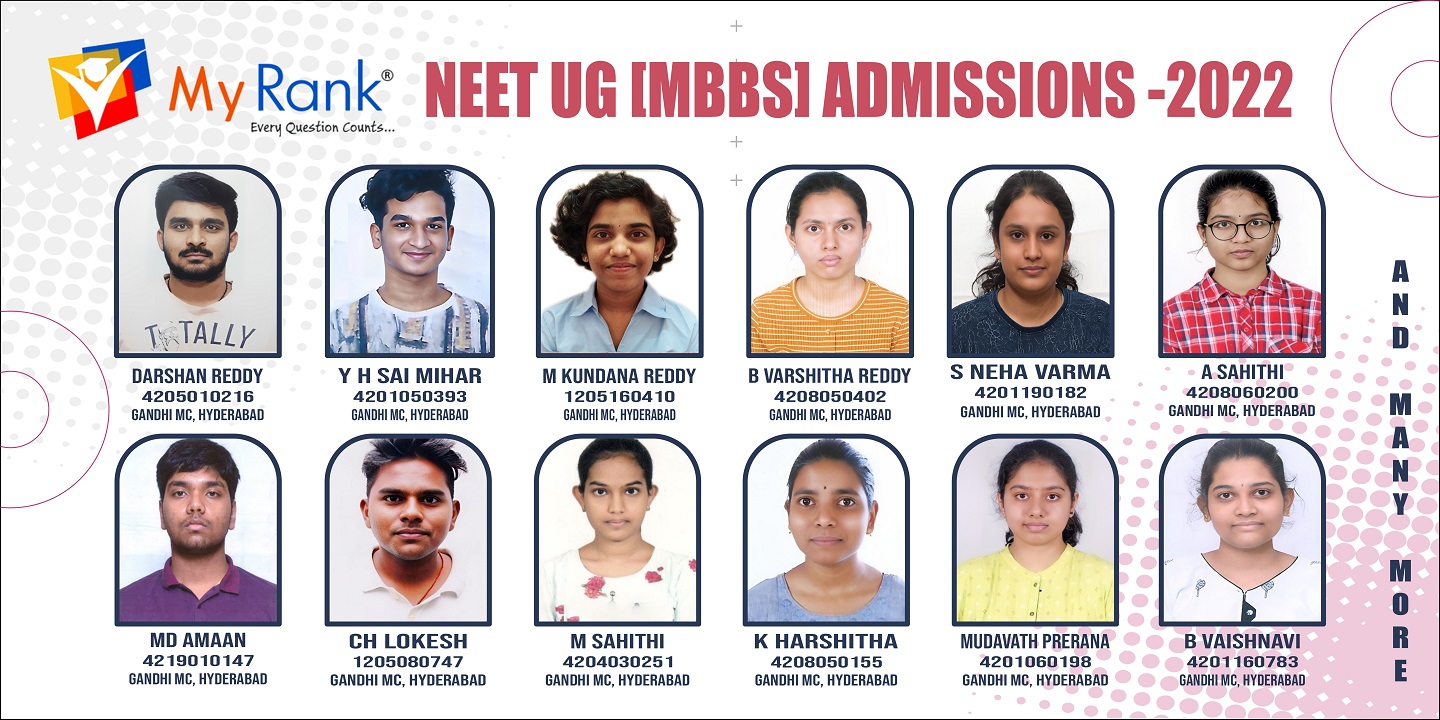 My Rank®
Every Question Counts...
NEET UG [MBBS] ADMISSIONS -2022
TOTALLY
DARSHAN REDDY
4205010216
GANDHI MC, HYDERABAD
Y H SAI MIHAR
4201050393
GANDHI MC, HYDERABAD
M KUNDANA REDDY
1205160410
GANDHI MC, HYDERABAD
B VARSHITHA REDDY
4208050402
GANDHI MC, HYDERABAD
S NEHA VARMA
4201190182
GANDHI MC, HYDERABAD
A SAHITHI
4208060200
GANDHI MC, HYDERABAD
MD AMAAN
4219010147
GANDHI MC, HYDERABAD
CH LOKESH
1205080747
GANDHI MC, HYDERABAD
M SAHITHI
4204030251
GANDHI MC, HYDERABAD
K HARSHITHA
4208050155
GANDHI MC, HYDERABAD
MUDAVATH PRERANA
4201060198
GANDHI MC, HYDERABAD
B VAISHNAVI
4201160783
GANDHI MC, HYDERABAD
AND MANY MORE